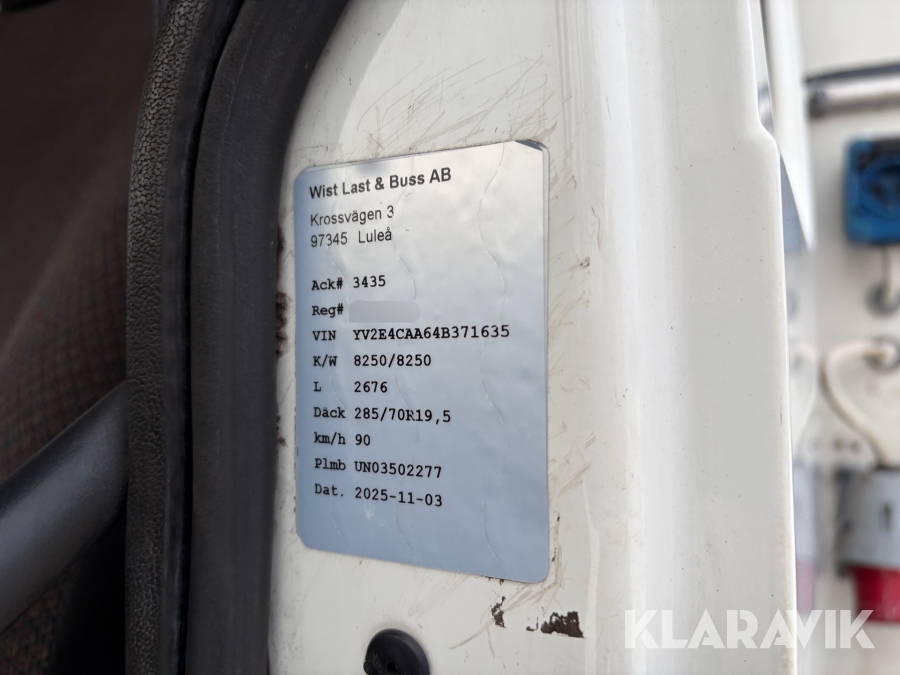 Wist Last & Buss AB
Krossvägen 3
97345 Luleå
Ack# 3435
Reg#
VIN YV2E4CAA64B371635
K/W 8250/8250
L 2676
Däck 285/70R19,5
km/h 90
Plmb UN03502277
Dat. 2025-11-03
KLARAVIK